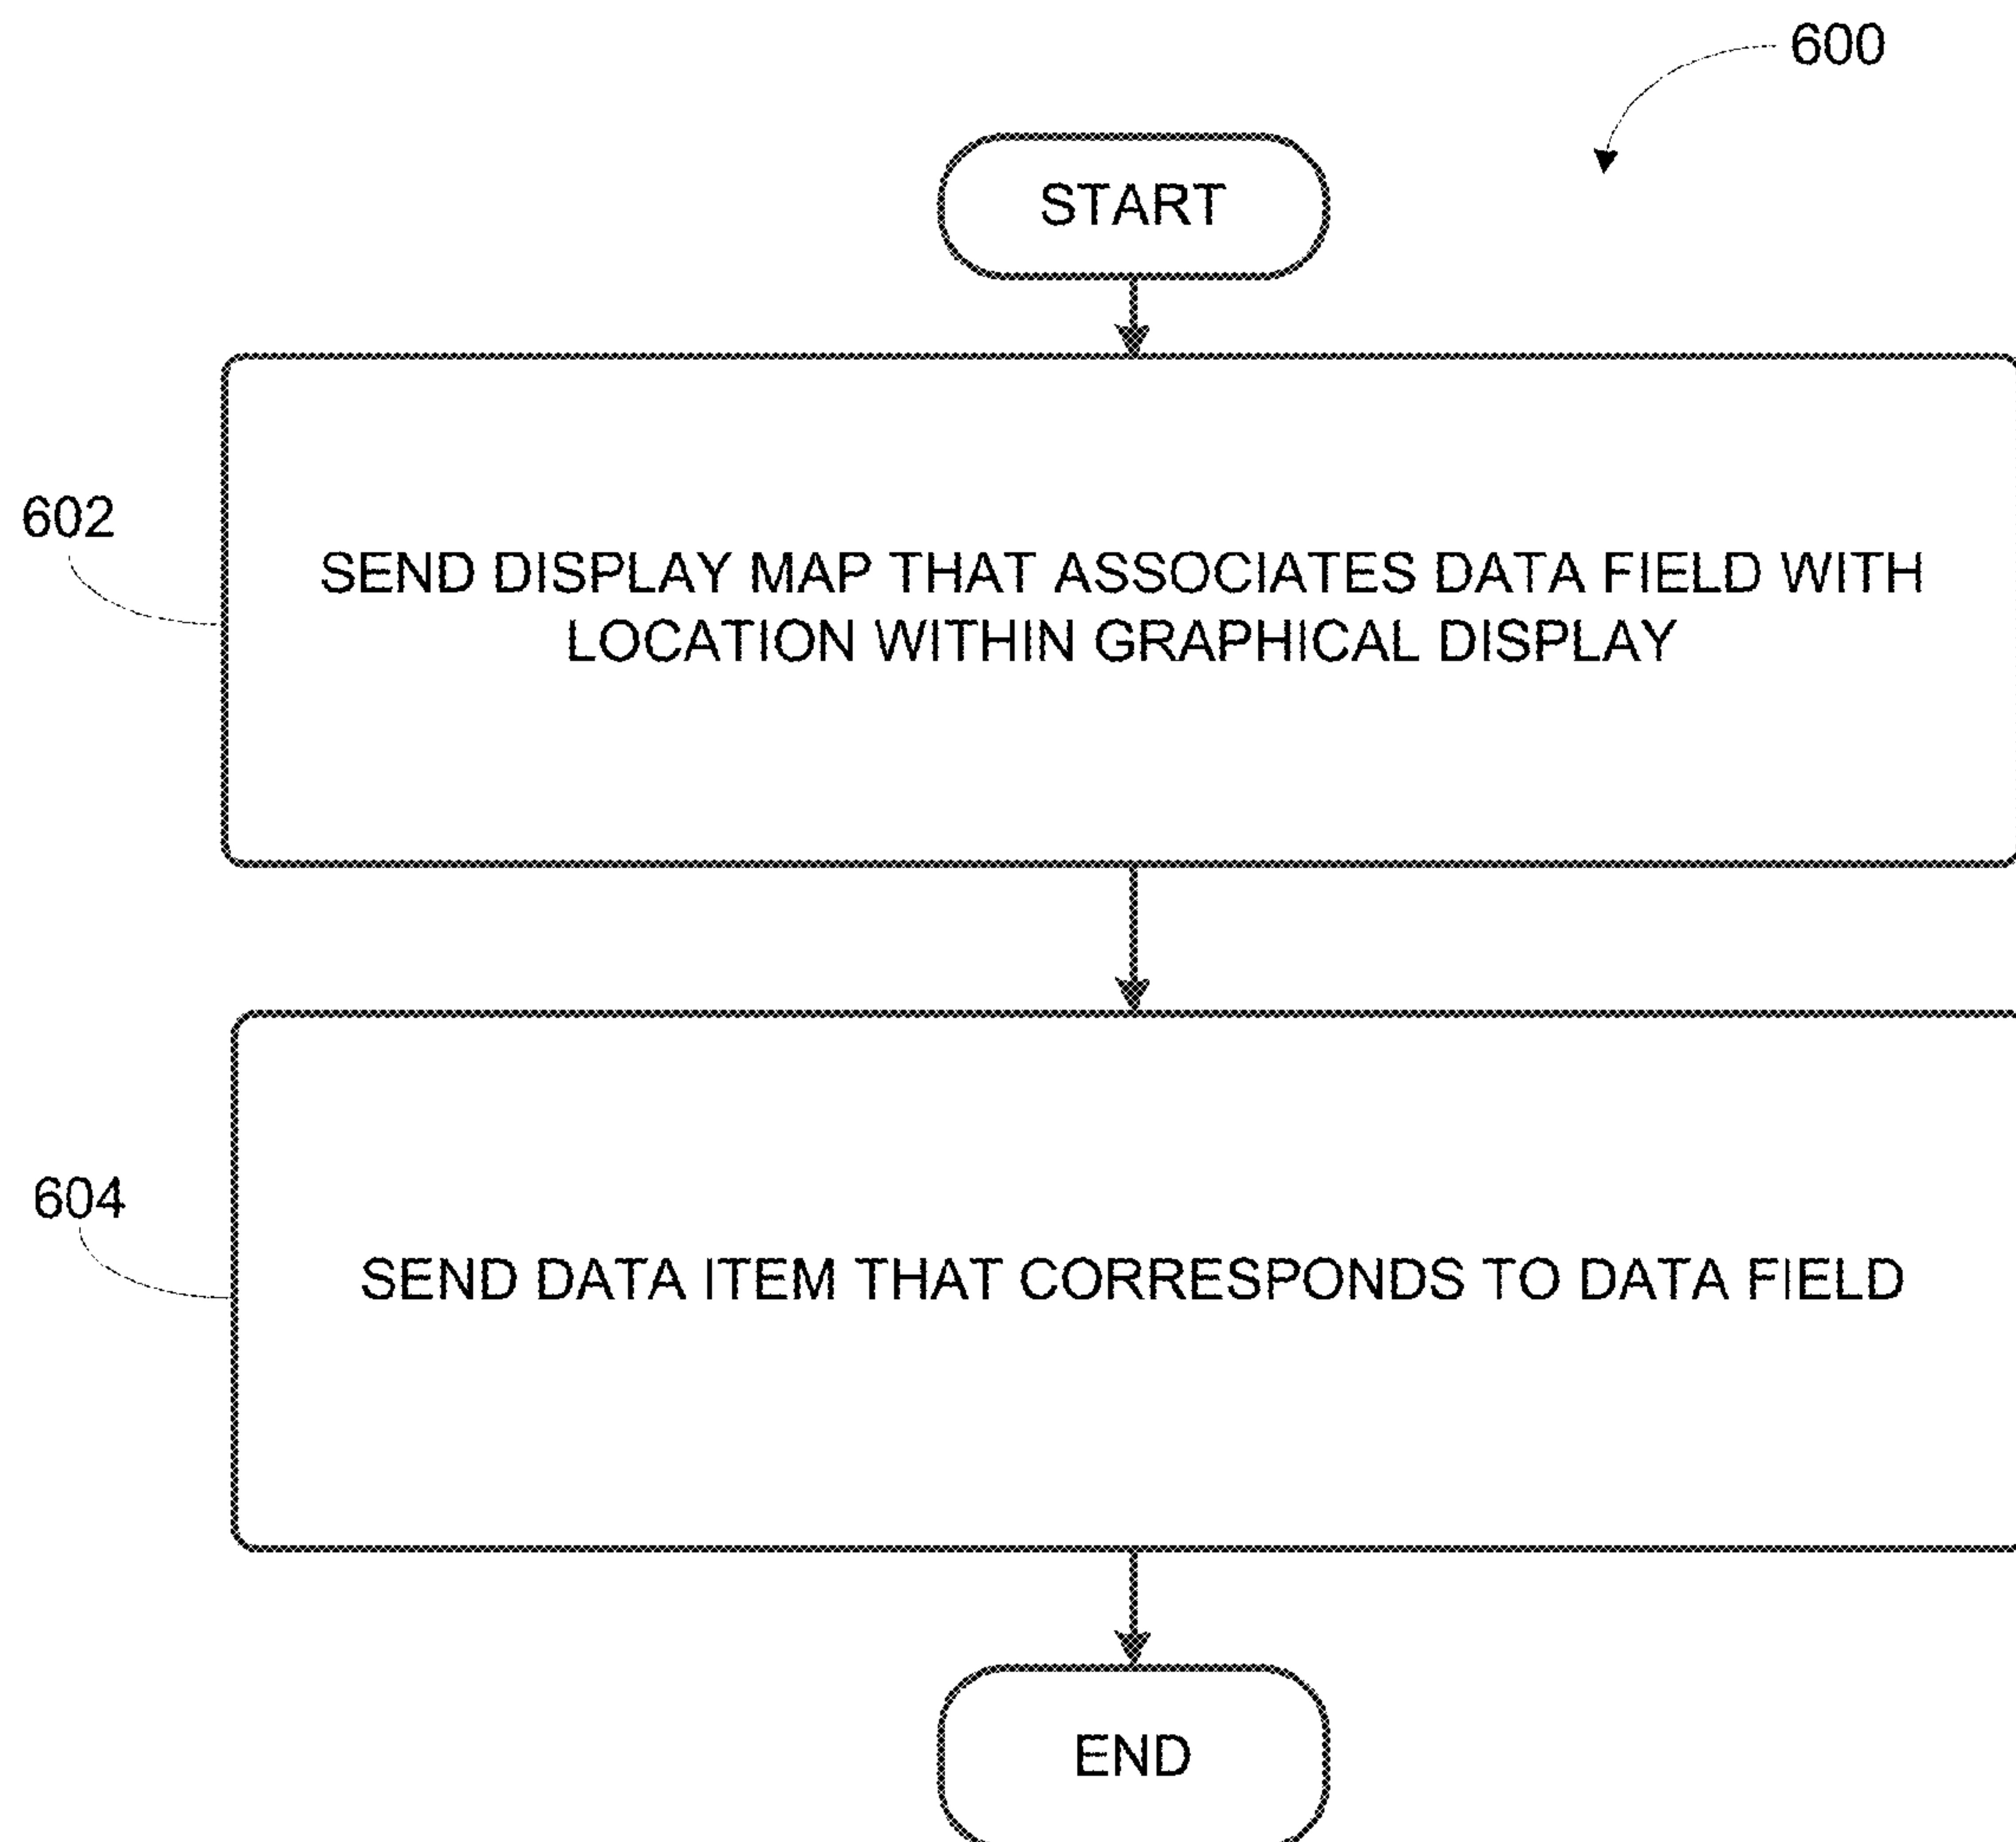 600
START
602
SEND DISPLAY MAP THAT ASSOCIATES DATA FIELD WITH
LOCATION WITHIN GRAPHICAL DISPLAY
604
SEND DATA ITEM THAT CORRESPONDS TO DATA FIELD
END